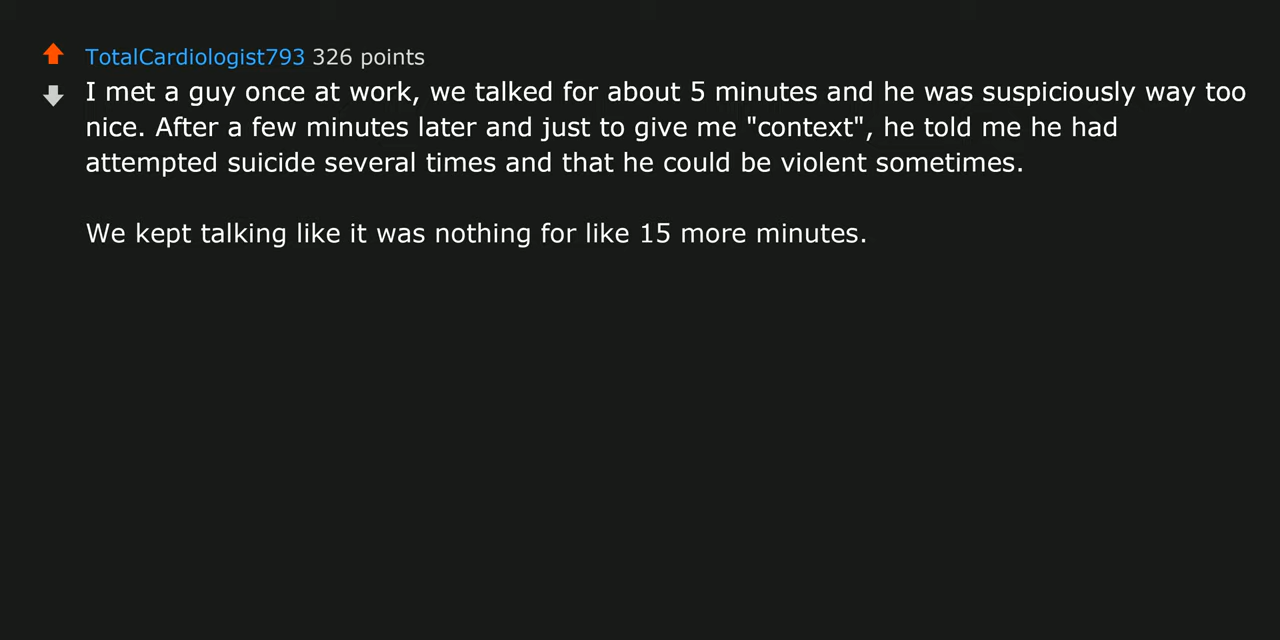 TotalCardiologist793 326 points
I met a guy once at work, we talked for about 5 minutes and he was suspiciously way too
nice. After a few minutes later and just to give me "context", he told me he had
attempted suicide several times and that he could be violent sometimes.
We kept talking like it was nothing for like 15 more minutes.